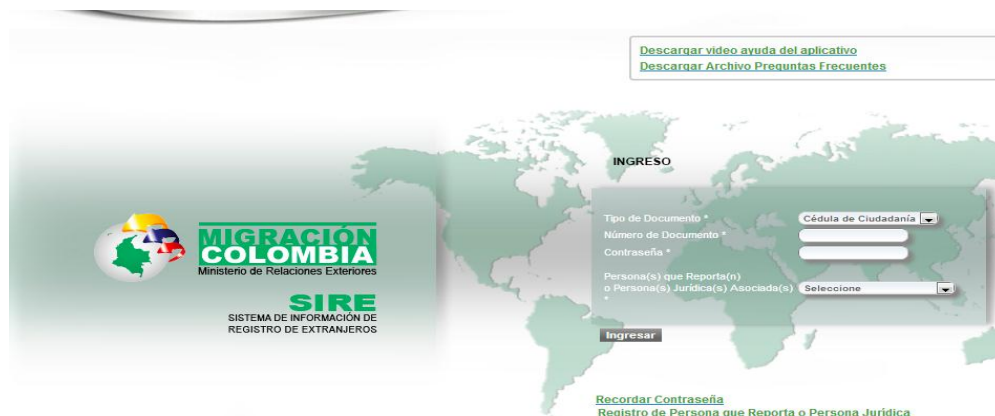 Descargar video ayuda del aplicativo
Descargar Archivo Preguntas Frecuentes
INGRESO
Tipo de Documento * Cédula de Ciudadanía
Número de Documento *
Contraseña *
Persona(s) que Reporta(n)
o Persona(s) Jurídica(s) Asociada(s) Seleccione
*
Ingresar
MIGRACIÓN
COLOMBIA
Ministerio de Relaciones Exteriores
SIRE
SISTEMA DE INFORMACIÓN DE
REGISTRO DE EXTRANJEROS
Recordar Contraseña
Registro de Persona que Reporta o Persona Jurídica